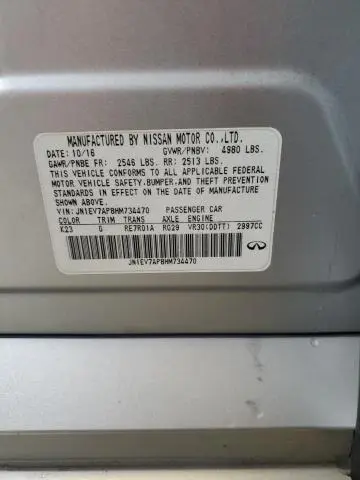 MANUFACTURED BY NISSAN MOTOR CO.,LTD.
DATE: 10/16 GVWR/PNBV: 4980 LBS.
GAWR/PNBE FR: 2546 LBS. RR: 2513 LBS.
THIS VEHICLE CONFORMS TO ALL APPLICABLE FEDERAL
MOTOR VEHICLE SAFETY, BUMPER, AND THEFT PREVENTION
STANDARDS IN EFFECT ON THE DATE OF MANUFACTURE
SHOWN ABOVE.
VIN: JN1EV7AP8HM734470 PASSENGER CAR
COLOR TRIM TRANS AXLE ENGINE
K23 G RE7R01A RG29 VR30(DDTT) 2997CC
JN1EV7AP8HM734470